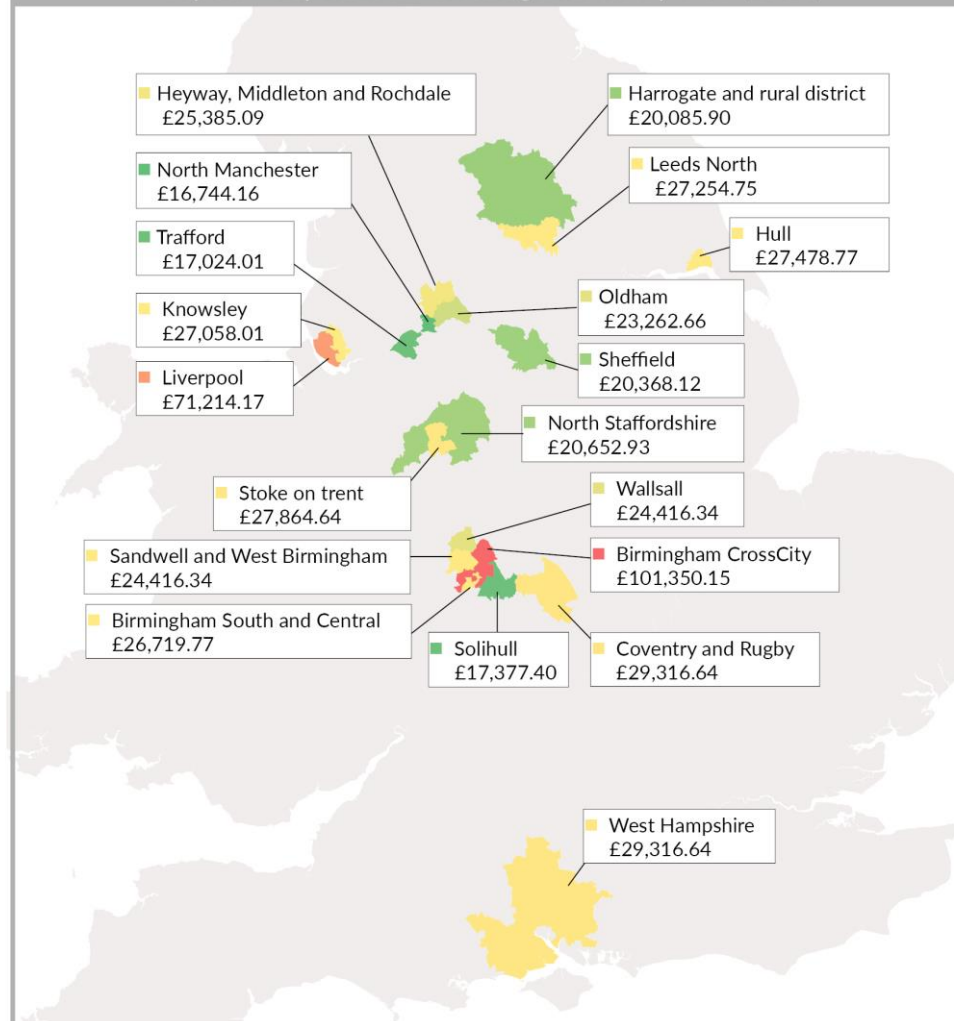 Heyway, Middleton and Rochdale
£25,385.09
North Manchester
£16,744.16
Trafford
£17,024.01
Knowsley
£27,058.01
Liverpool
£71,214.17
Harrogate and rural district
£20,085.90
Leeds North
£27,254.75
Hull
£27,478.77
Oldham
£23,262.66
Sheffield
£20,368.12
North Staffordshire
£20,652.93
Stoke on trent
£27,864.64
Wallsall
£24,416.34
Sandwell and West Birmingham
£24,416.34
Birmingham CrossCity
£101,350.15
Birmingham South and Central
£26,719.77
Solihull
£17,377.40
Coventry and Rugby
£29,316.64
West Hampshire
£29,316.64